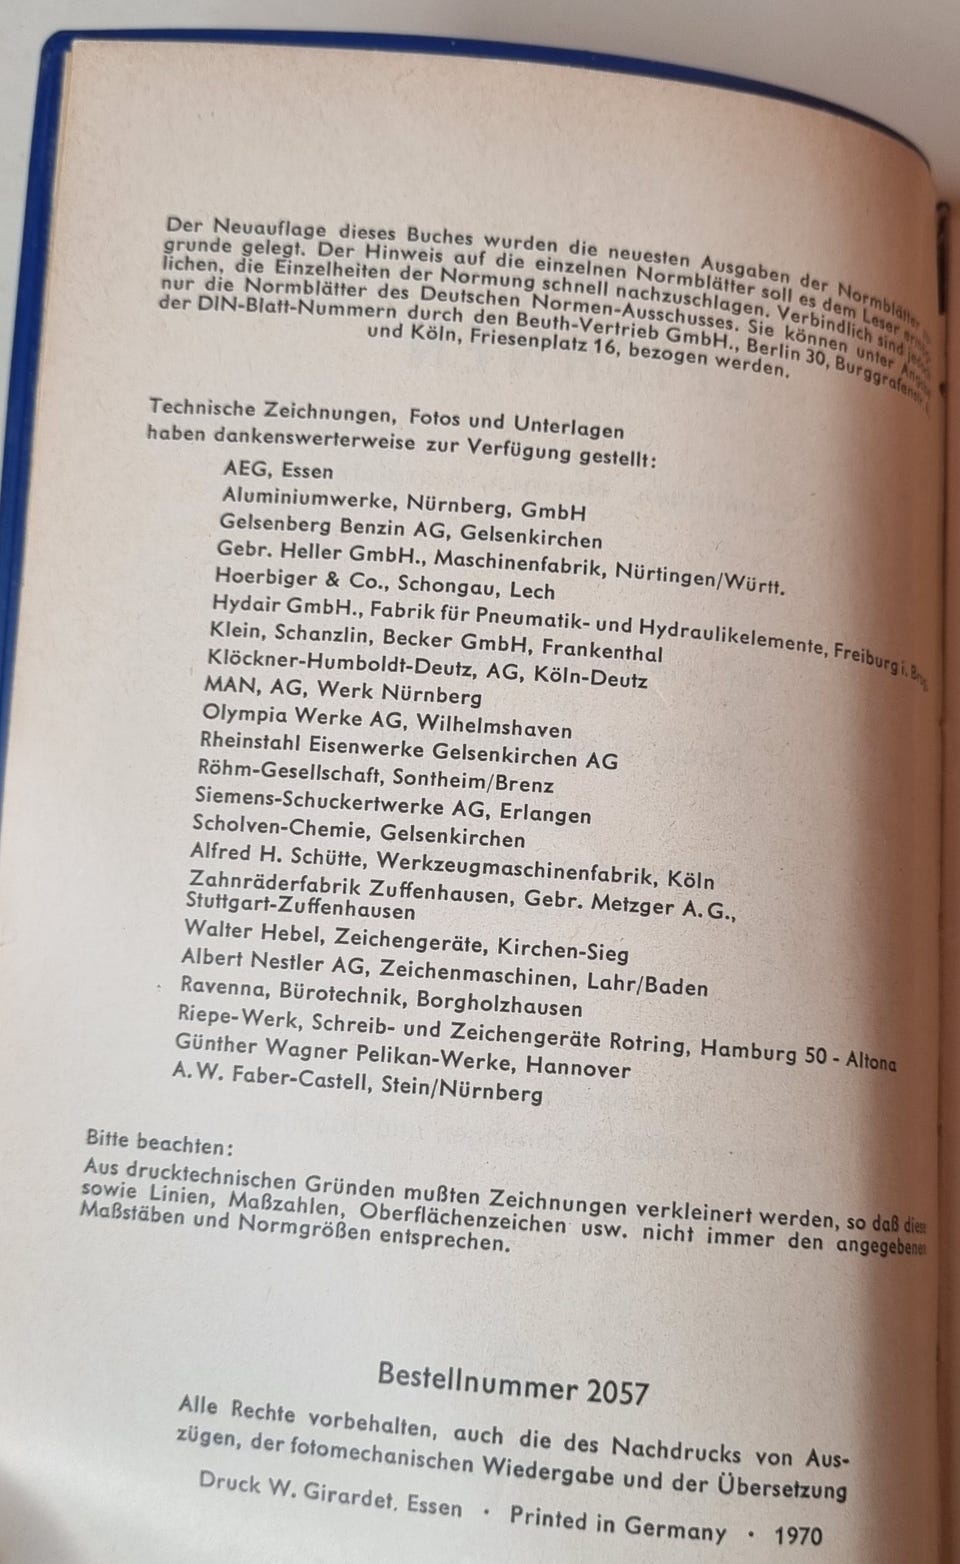 Der Neuauflage dieses Buches wurden die neuesten Ausgaben der Normblätter
grunde gelegt. Der Hinweis auf die einzelnen Normblätter soll es dem Leser
lichen, die Einzelheiten der Normung schnell nachzuschlagen. Verbindlich sind jedoch
nur die Normblätter des Deutschen Normen-Ausschusses. Sie können unter Angabe
der DIN-Blatt-Nummern durch den Beuth-Vertrieb GmbH., Berlin 30,
und Köln, Friesenplatz 16, bezogen werden.
Technische Zeichnungen, Fotos und Unterlagen
haben dankenswerterweise zur Verfügung gestellt:
AEG, Essen
Aluminiumwerke, Nürnberg, GmbH
Gelsenberg Benzin AG, Gelsenkirchen
Gebr. Heller GmbH., Maschinenfabrik, Nürtingen/Württ.
Hoerbiger & Co., Schongau, Lech
Hydair GmbH., Fabrik für Pneumatik- und Hydraulikelemente, Freiburg i.
Klein, Schanzlin, Becker GmbH, Frankenthal
Klöckner-Humboldt-Deutz, AG, Köln-Deutz
MAN, AG, Werk Nürnberg
Olympia Werke AG, Wilhelmshaven
Rheinstahl Eisenwerke Gelsenkirchen AG
Röhm-Gesellschaft, Sontheim/Brenz
Siemens-Schuckertwerke AG, Erlangen
Scholven-Chemie, Gelsenkirchen
Alfred H. Schütte, Werkzeugmaschinenfabrik, Köln
Zahnräderfabrik Zuffenhausen, Gebr. Metzger A.G.,
Stuttgart-Zuffenhausen
Walter Hebel, Zeichengeräte, Kirchen-Sieg
Albert Nestler AG, Zeichenmaschinen, Lahr/Baden
Ravenna, Bürotechnik, Borgholzhausen
Riepe-Werk, Schreib- und Zeichengeräte Rotring, Hamburg 50 - Altona
Günther Wagner Pelikan-Werke, Hannover
A.W. Faber-Castell, Stein/Nürnberg
Bitte beachten:
Aus drucktechnischen Gründen mußten Zeichnungen verkleinert werden, so daß diese
sowie Linien, Maßzahlen, Oberflächenzeichen usw. nicht immer den angegebenen
Maßstäben und Normgrößen entsprechen.
Bestellnummer 2057
Alle Rechte vorbehalten, auch die des Nachdrucks von Aus-
zügen, der fotomechanischen Wiedergabe und der Übersetzung
Druck W. Girardet, Essen · Printed in Germany · 1970